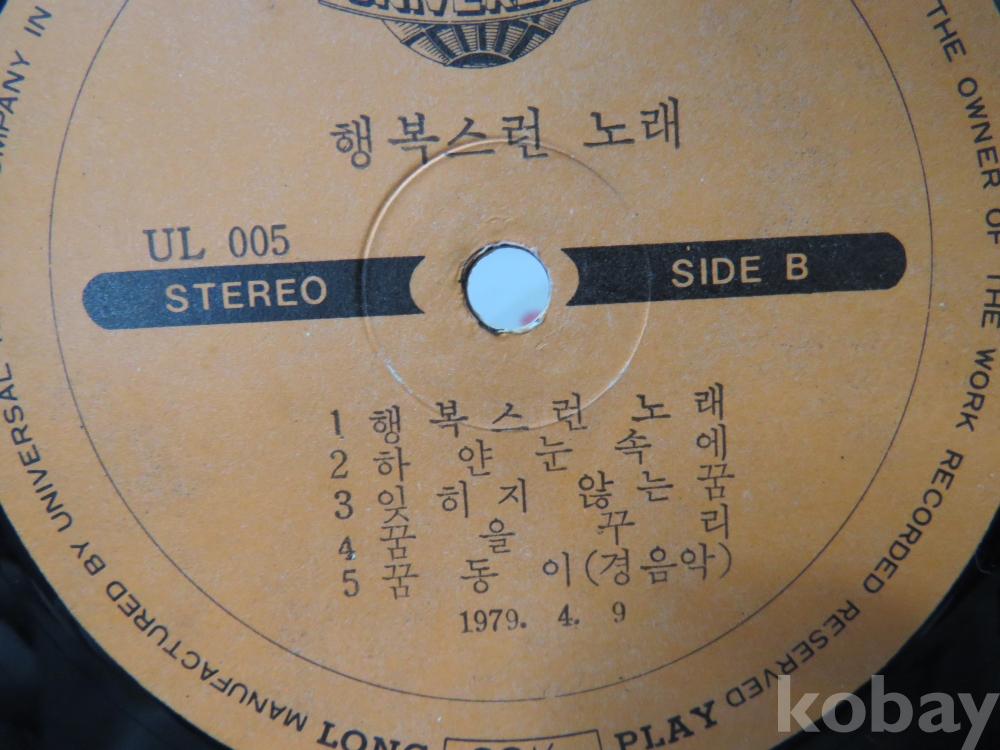 UNIVERSAL
행복스런 노래
UL 005
STEREO
SIDE B
1 행복스런 노래
2 하얀 눈 속에
3 잊히지 않는 꿈
4 꿈을 꾸리
5 꿈동이(경음악)
1979. 4. 9
MANUFACTURED BY UNIVERSAL
COMPANY IN
THE OWNER OF THE WORK RECORDED RESERVED
LONG
PLAY
kobay